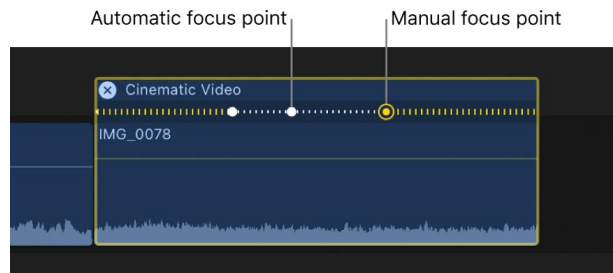 Automatic focus point
Manual focus point
Cinematic Video
IMG_0078